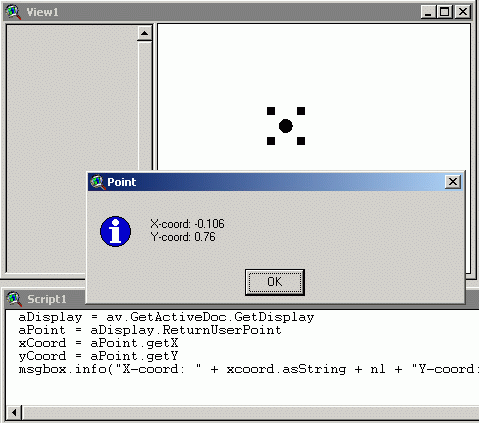 View1
Point
X-coord: -0.106
Y-coord: 0.76
OK
Script1
aDisplay = av.GetActiveDoc.GetDisplay
aPoint = aDisplay.ReturnUserPoint
xCoord = aPoint.getX
yCoord = aPoint.getY
msgbox.info("X-coord: " + xcoord.asString + nl + "Y-coord: